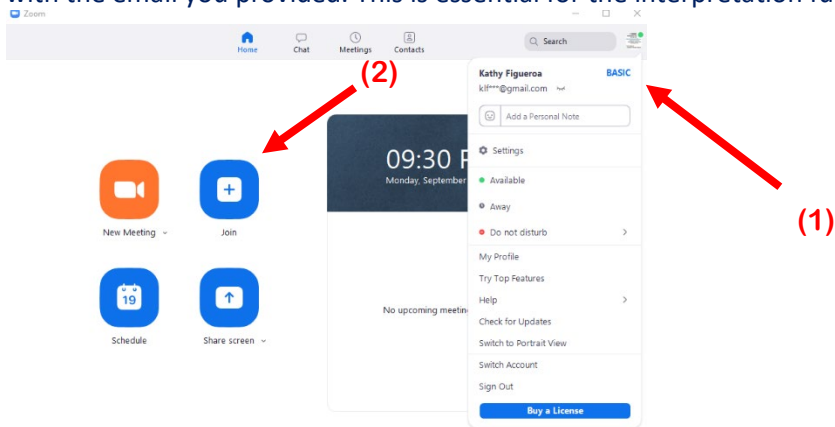 with the email you provided. This is essential for the interpretation
Zoom
Home
Chat
Meetings
Contacts
Search
(2)
Kathy Figueroa BASIC
klf***@gmail.com
Add a Personal Note
Settings
Available
Away
Do not disturb
My Profile
Try Top Features
Help
Check for Updates
Switch to Portrait View
Switch Account
Sign Out
Buy a License
(1)
09:30
Monday, September
New Meeting
Join
19
Schedule
Share screen
No upcoming